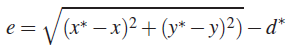 e = √(x* – x)² + (y* – y)²) – d*